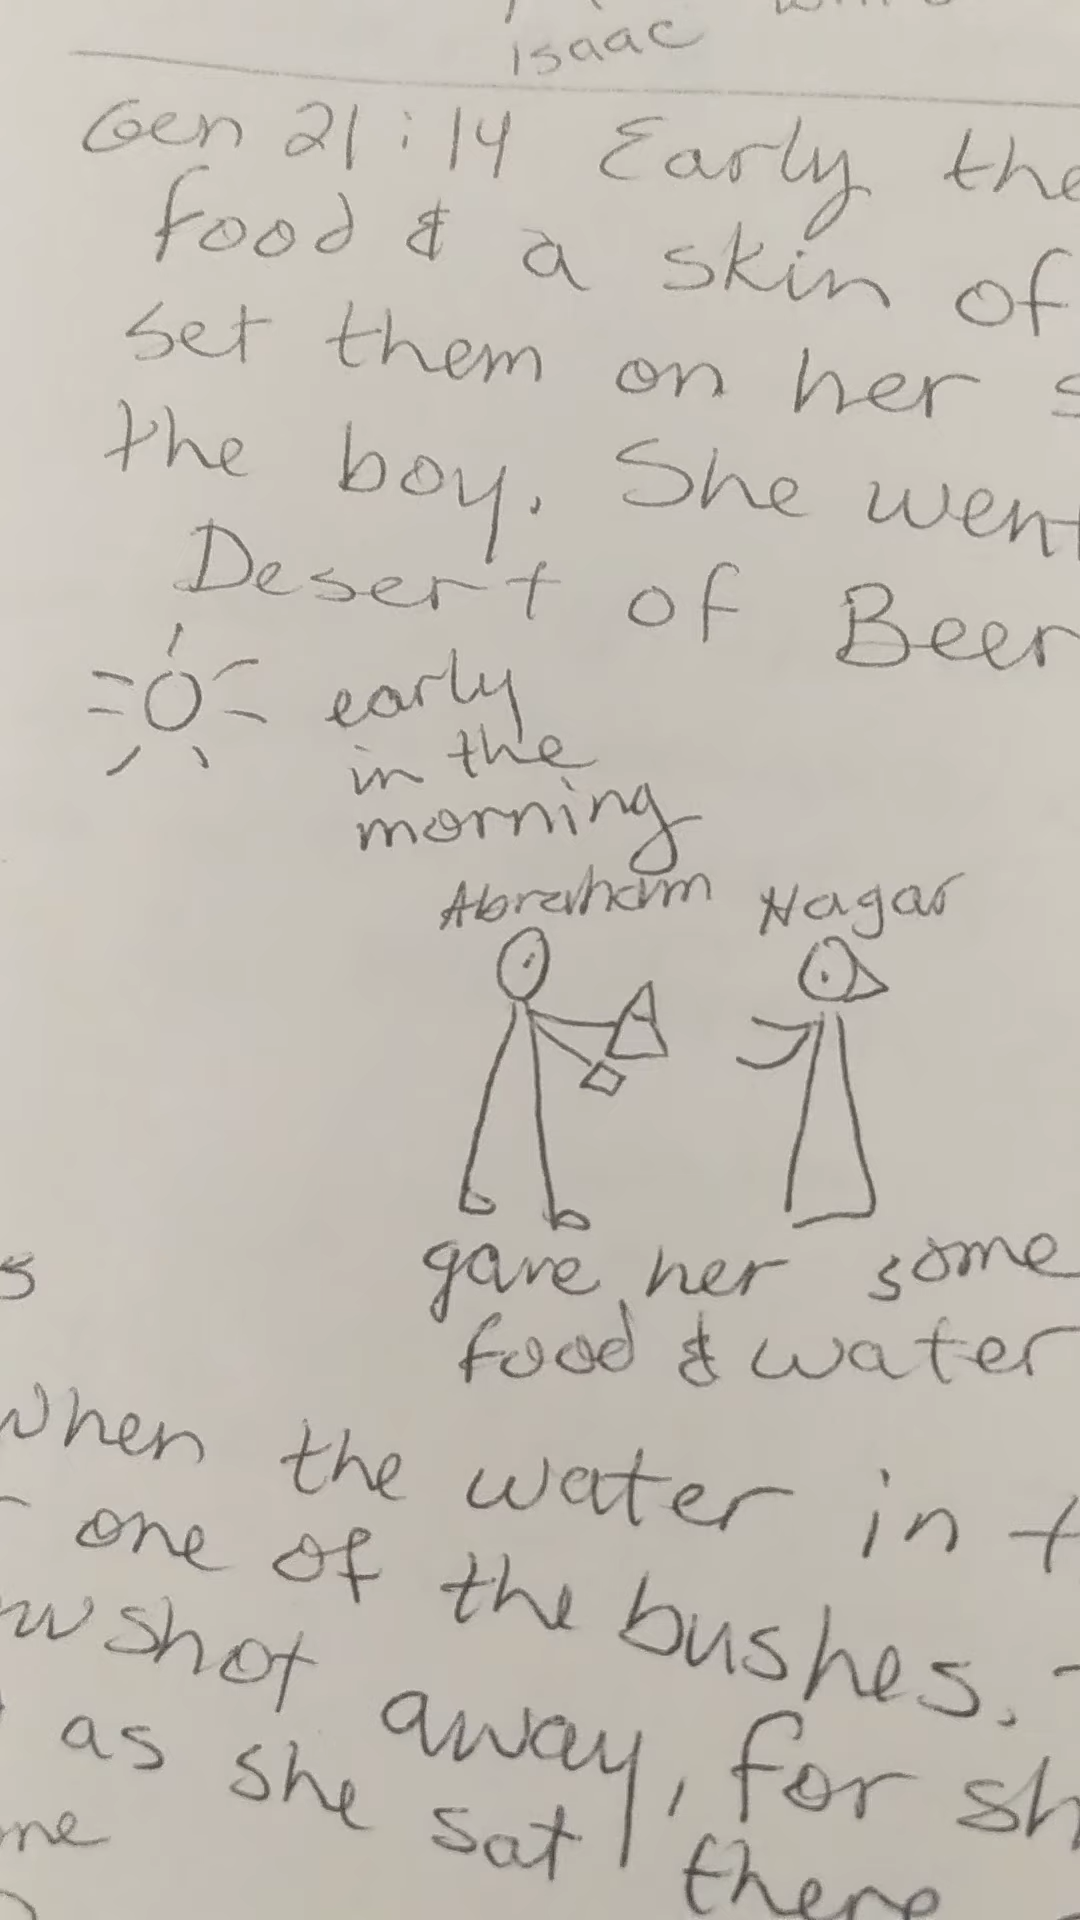 isaac
Gen 21:14 Early the
food & a skin of
set them on her s
the boy. She went
Desert of Beer
early
in the
morning
Abraham Hagar
gave her some
food & water
s
When the water in t
one of the bushes.
w shot away, for sh
as she sat there
me